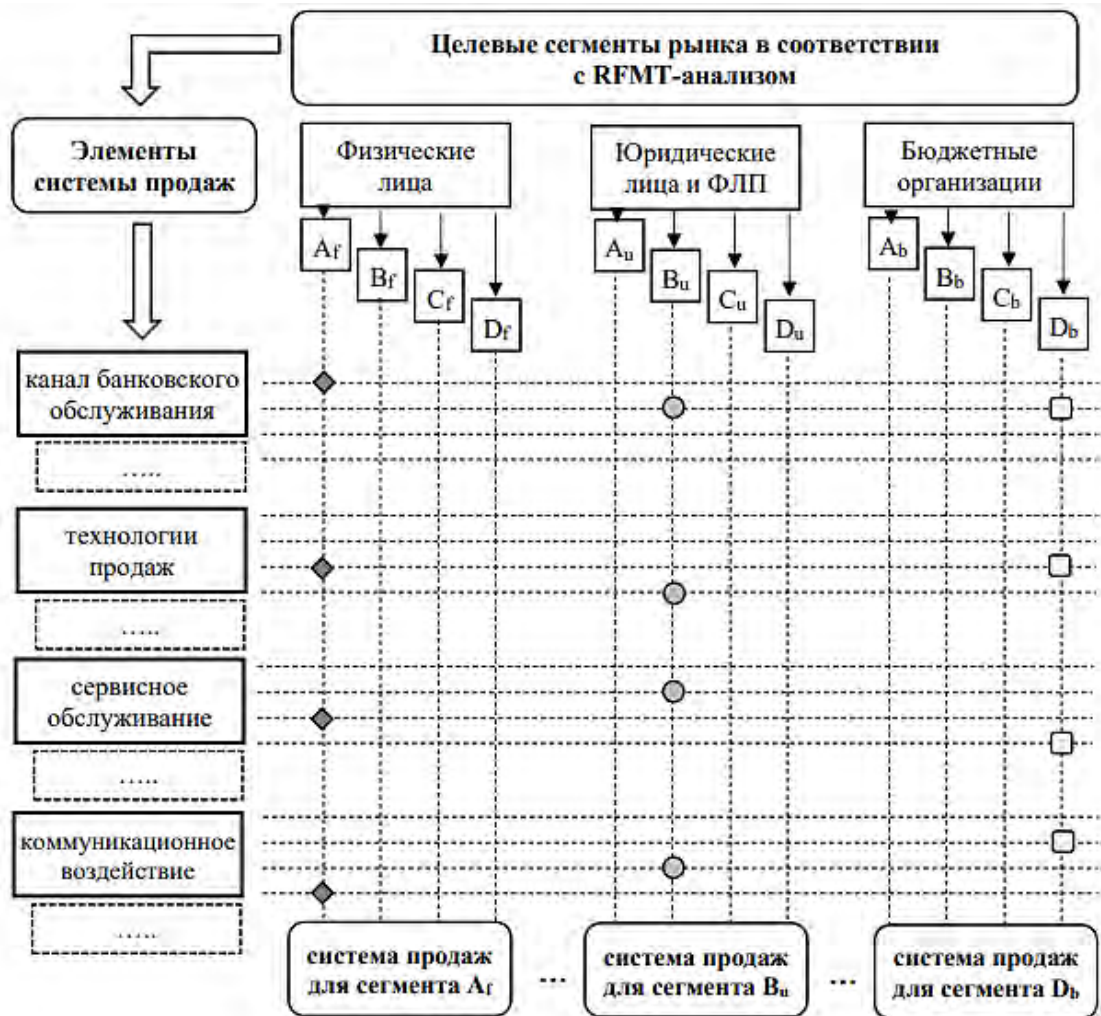 Целевые сегменты рынка в соответствии
с RFMT-анализом
Элементы
системы продаж
Физические
лица
Юридические
лица и ФЛП
Бюджетные
организации
Af
Bf
Cf
Df
Au
Bu
Cu
Du
Ab
Bb
Cb
Db
канал банковского
обслуживания
.....
технологии
продаж
.....
сервисное
обслуживание
.....
коммуникационное
воздействие
.....
система продаж
для сегмента Af
...
система продаж
для сегмента Bu
...
система продаж
для сегмента Db